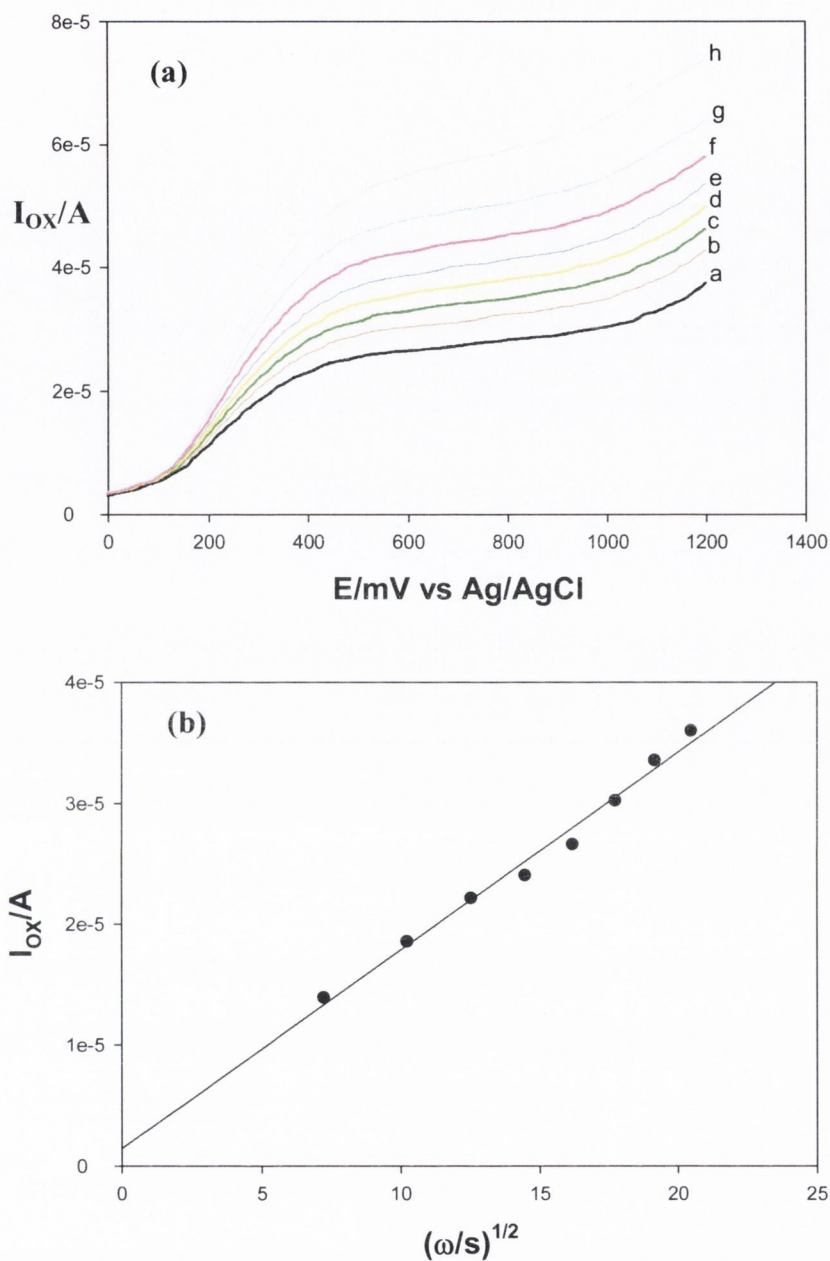 8e-5
(a)
h
g
6e-5
f
I_OX/A
e
d
4e-5
c
b
a
2e-5
0
0 200 400 600 800 1000 1200 1400
E/mV vs Ag/AgCl
4e-5
(b)
3e-5
I_OX/A
2e-5
1e-5
0
0 5 10 15 20 25
(ω/s)^1/2